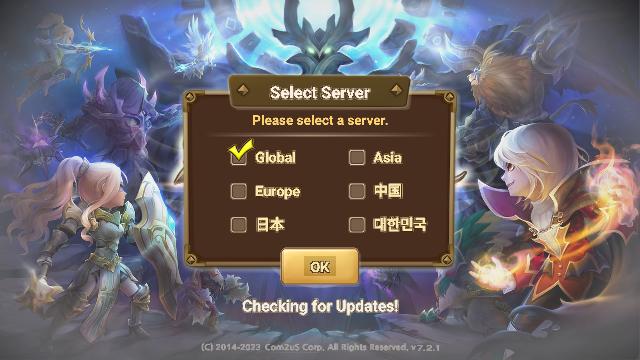 Select Server
Please select a server.
Global
Asia
Europe
中国
日本
대한민국
OK
Checking for Updates!
(C) 2014-2023 Com2uS Corp. All Rights Reserved. v7.2.1